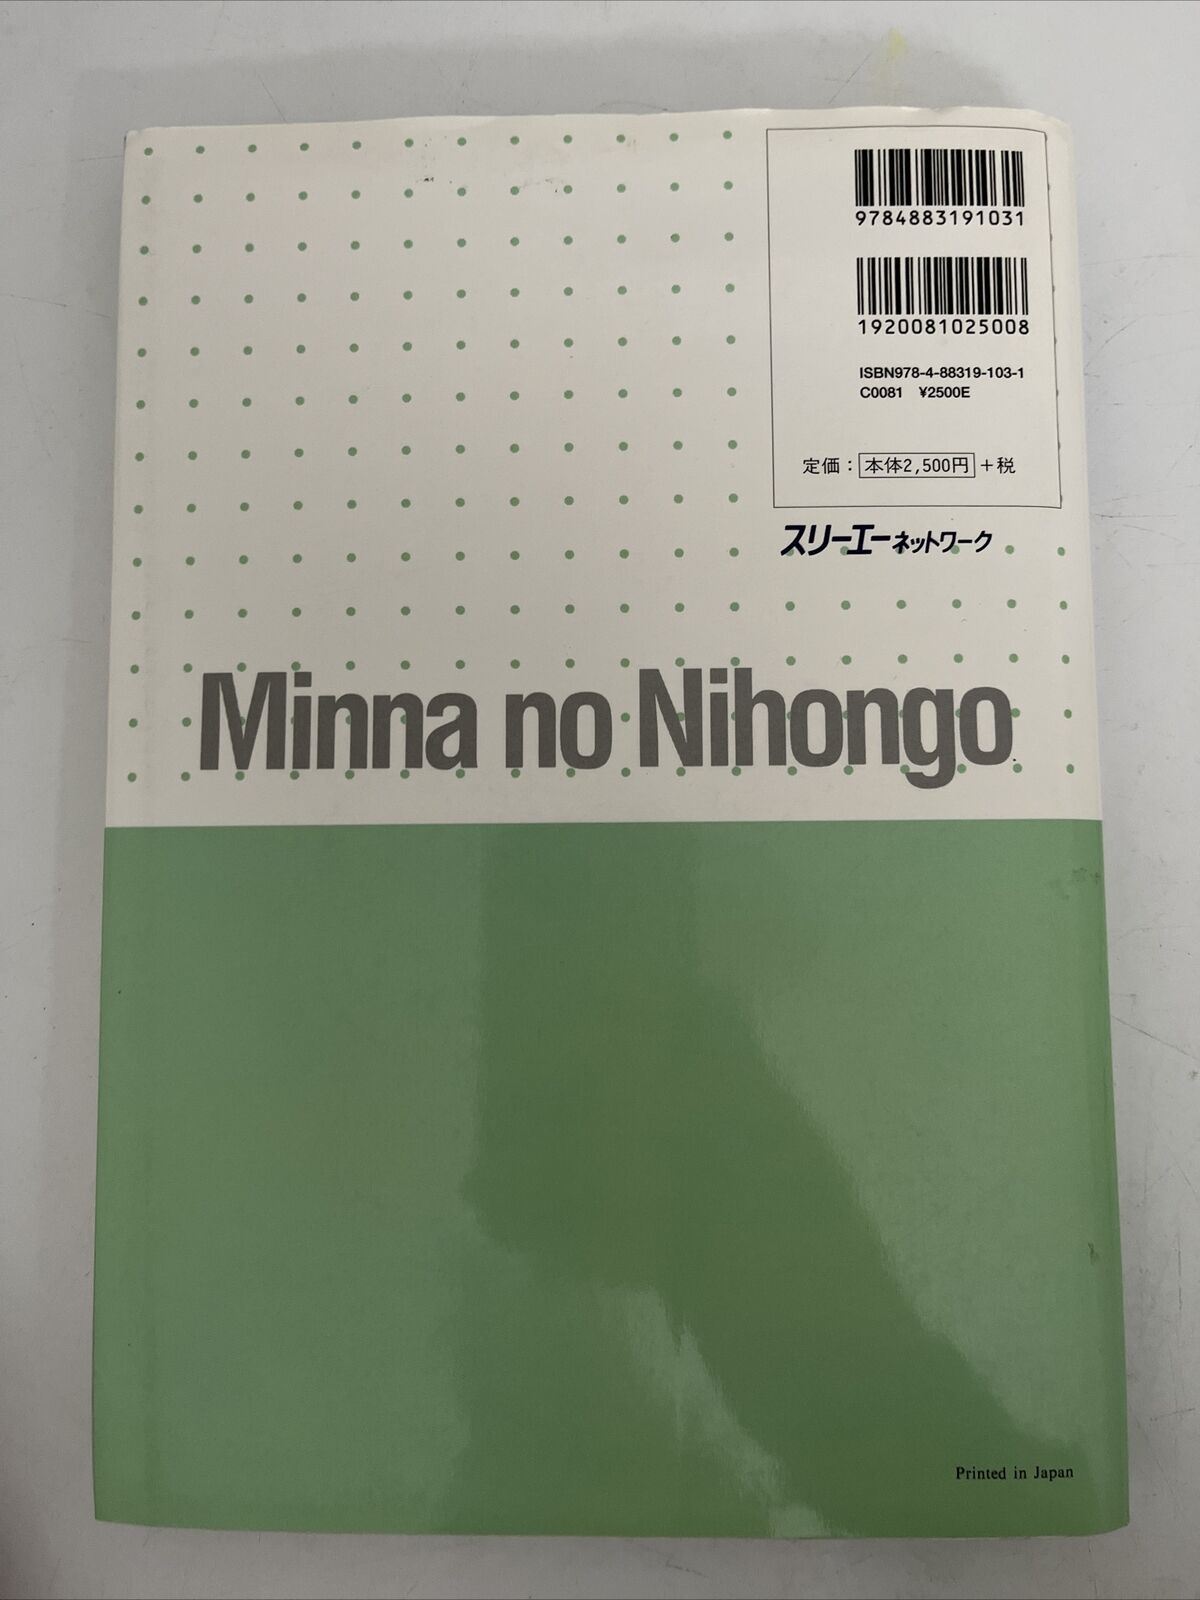 9784883191031
1920081025008
ISBN978-4-88319-103-1
C0081 ¥2500E
定価：本体2,500円＋税
スリーエーネットワーク
Minna no Nihongo
Printed in Japan